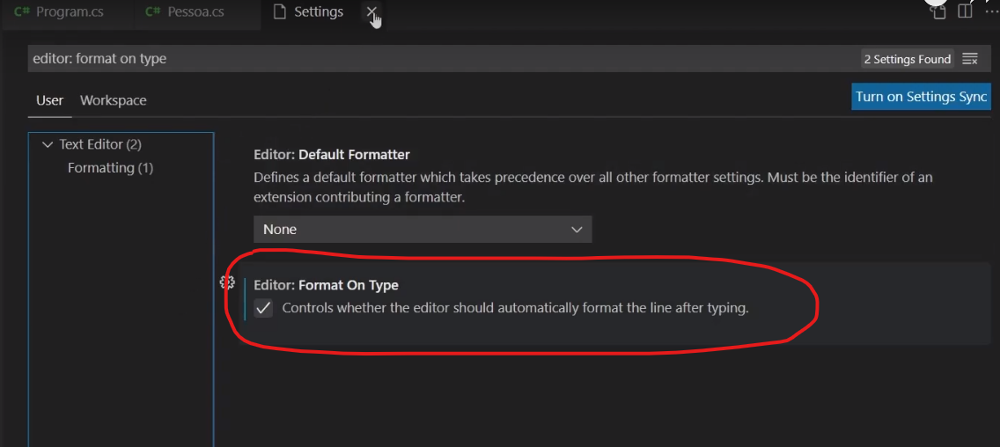 C# Program.cs C# Pessoa.cs Settings
editor: format on type 2 Settings Found
User Workspace Turn on Settings Sync
Text Editor (2)
Formatting (1)
Editor: Default Formatter
Defines a default formatter which takes precedence over all other formatter settings. Must be the identifier of an
extension contributing a formatter.
None
Editor: Format On Type
Controls whether the editor should automatically format the line after typing.